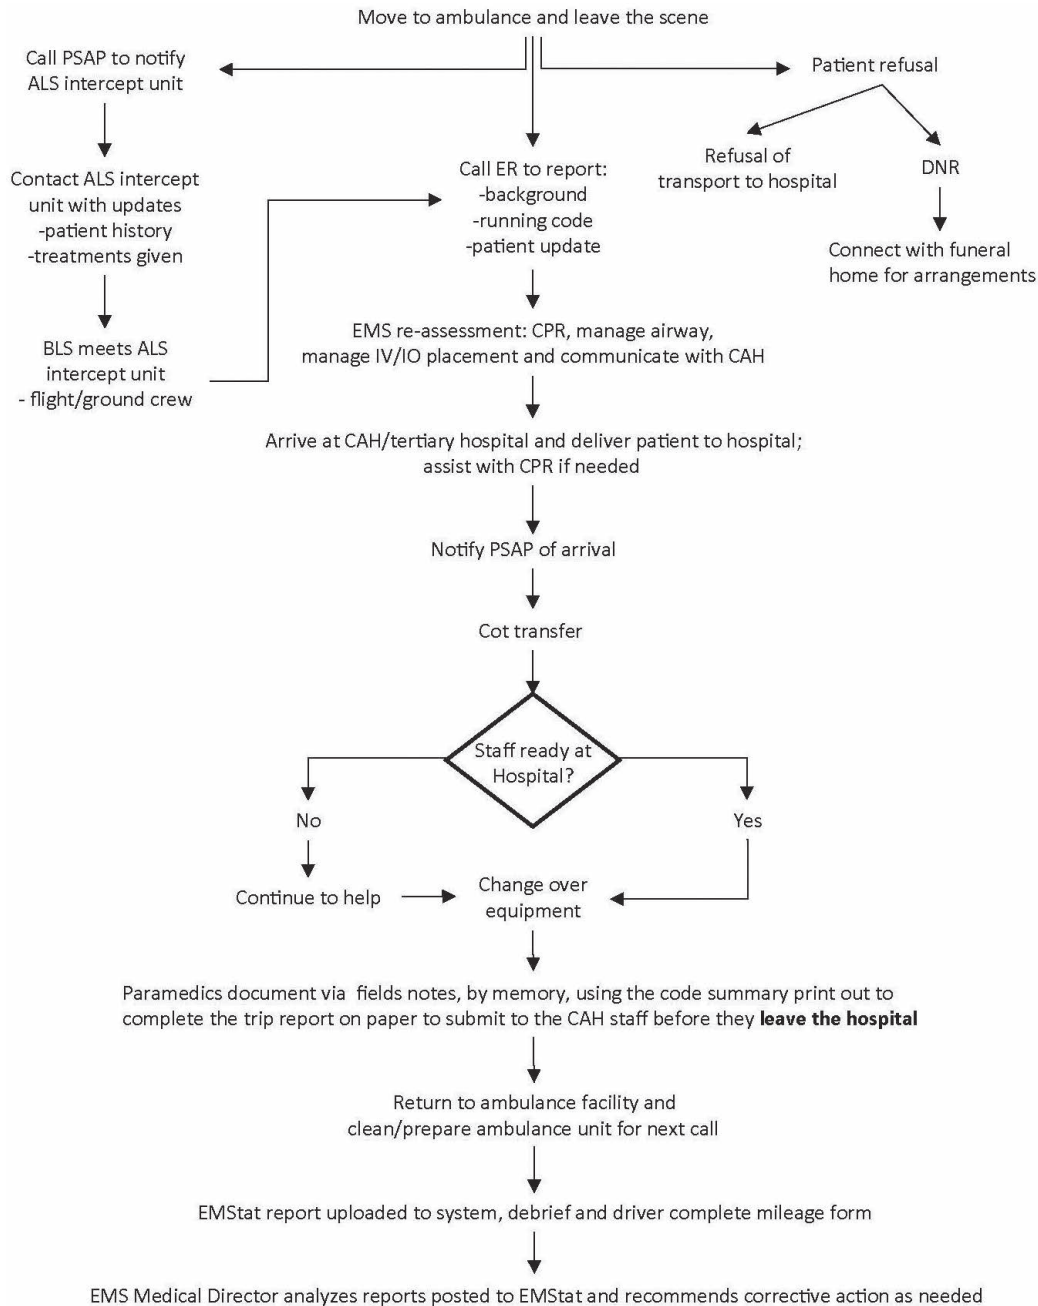 Move to ambulance and leave the scene
Call PSAP to notify
ALS intercept unit
Contact ALS intercept
unit with updates
-patient history
-treatments given
BLS meets ALS
intercept unit
- flight/ground crew
Call ER to report:
-background
-running code
-patient update
Patient refusal
Refusal of
transport to hospital
DNR
Connect with funeral
home for arrangements
EMS re-assessment: CPR, manage airway,
manage IV/IO placement and communicate with CAH
Arrive at CAH/tertiary hospital and deliver patient to hospital;
assist with CPR if needed
Notify PSAP of arrival
Cot transfer
Staff ready at
Hospital?
No
Yes
Continue to help
Change over
equipment
Paramedics document via fields notes, by memory, using the code summary print out to
complete the trip report on paper to submit to the CAH staff before they leave the hospital
Return to ambulance facility and
clean/prepare ambulance unit for next call
EMStat report uploaded to system, debrief and driver complete mileage form
EMS Medical Director analyzes reports posted to EMStat and recommends corrective action as needed